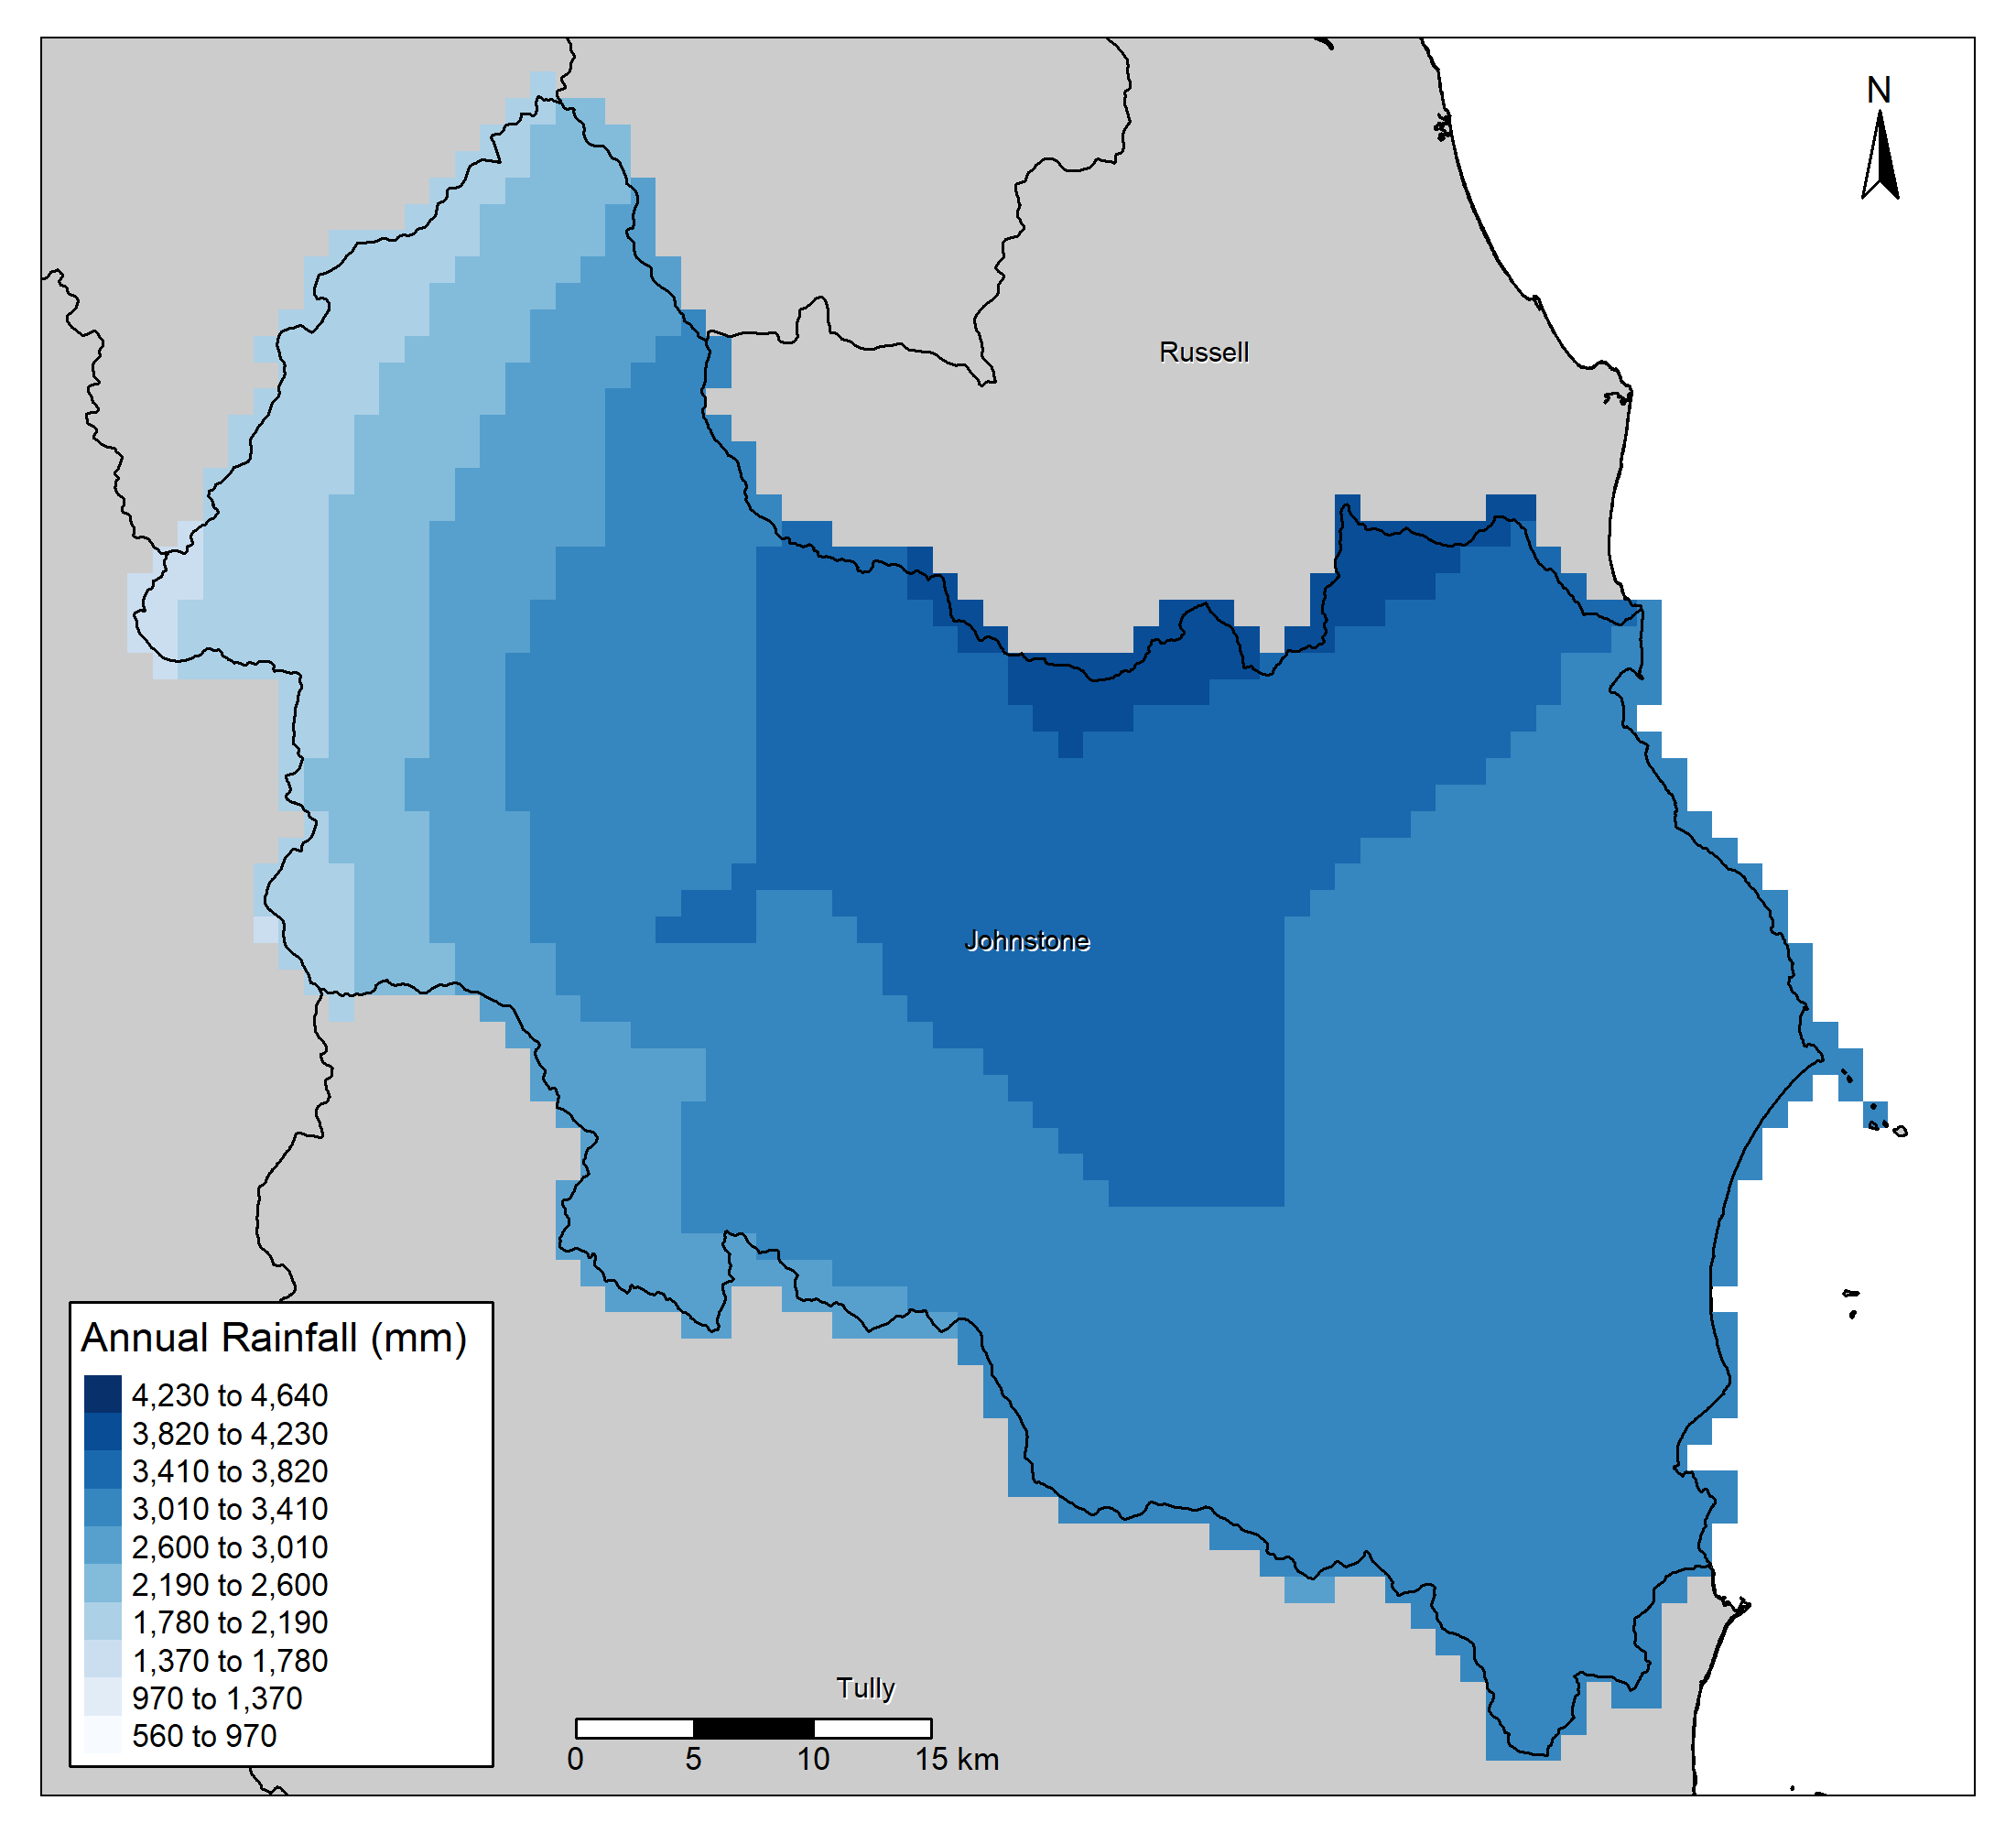 N
Russell
Johnstone
Annual Rainfall (mm)
4,230 to 4,640
3,820 to 4,230
3,410 to 3,820
3,010 to 3,410
2,600 to 3,010
2,190 to 2,600
1,780 to 2,190
1,370 to 1,780
970 to 1,370
560 to 970
Tully
0 5 10 15 km